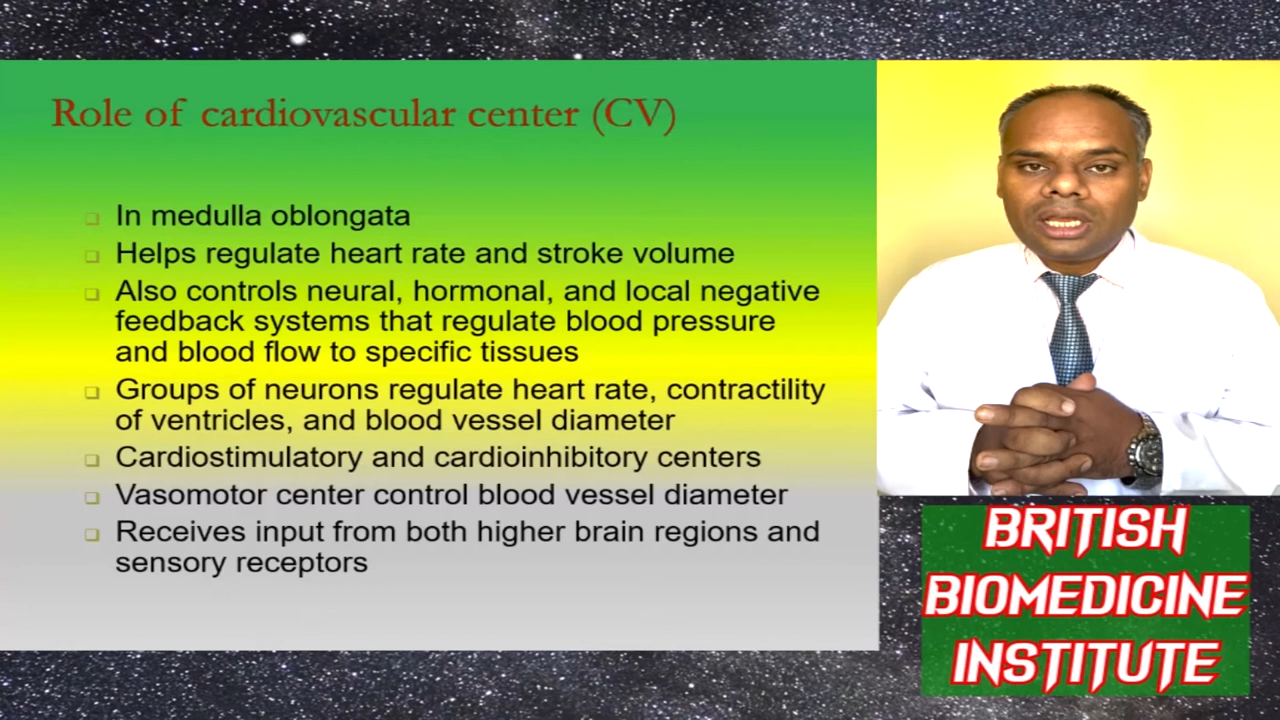 Role of cardiovascular center (CV)
In medulla oblongata
Helps regulate heart rate and stroke volume
Also controls neural, hormonal, and local negative
feedback systems that regulate blood pressure
and blood flow to specific tissues
Groups of neurons regulate heart rate, contractility
of ventricles, and blood vessel diameter
Cardiostimulatory and cardioinhibitory centers
Vasomotor center control blood vessel diameter
Receives input from both higher brain regions and
sensory receptors
BRITISH
BIOMEDICINE
INSTITUTE